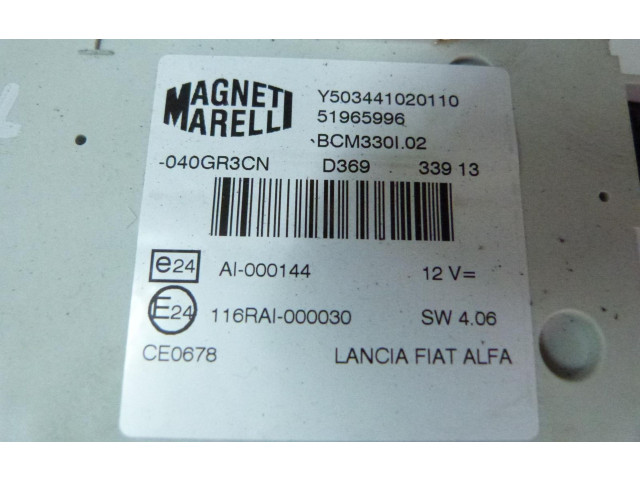 MAGNETI
MARELLI
Y503441020110
51965996
BCM330I.02
-040GR3CN D369 339 13
e24 AI-000144 12 V=
E24 116RAI-000030 SW 4.06
CE0678 LANCIA FIAT ALFA